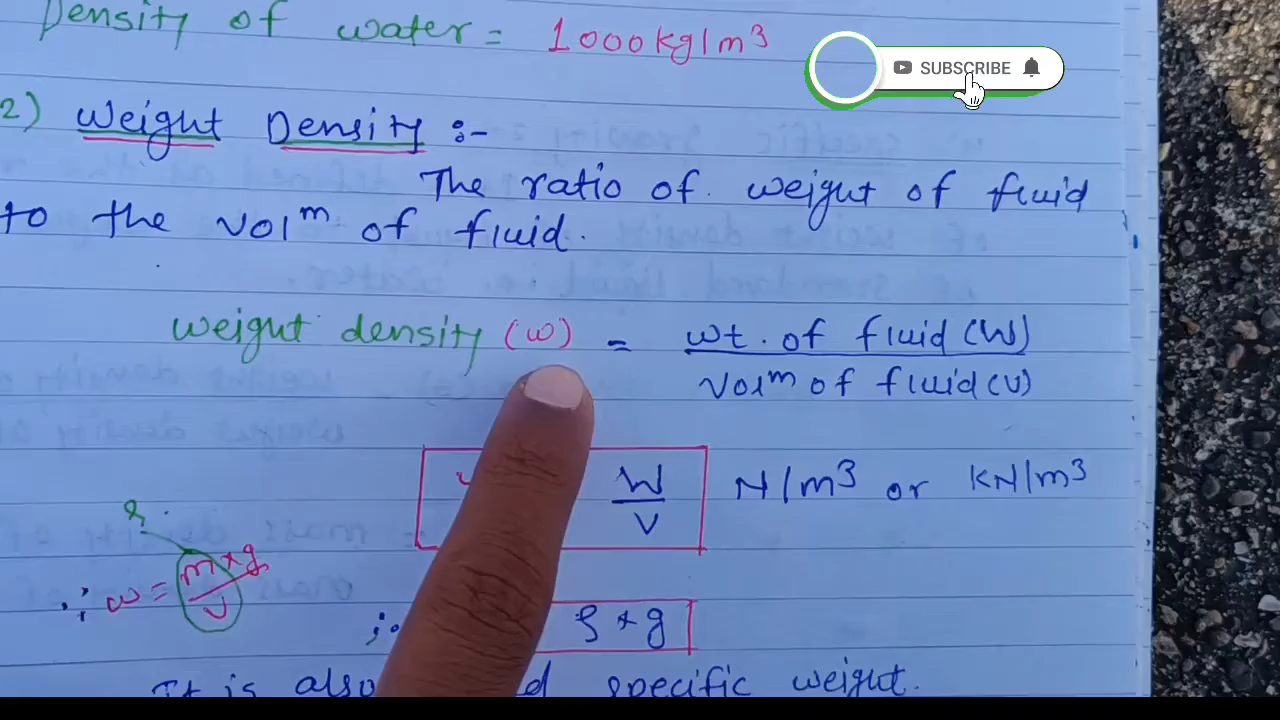 Density of water = 1000kg/m³
SUBSCRIBE
2) Weight Density :-
The ratio of weight of fluid
to the volᵐ of fluid.
weight density (w) = wt. of fluid (W)
volᵐ of fluid (V)
W
V
N/m³ or kN/m³
∵ w = m*g
V
ρ * g
It is also specific weight.